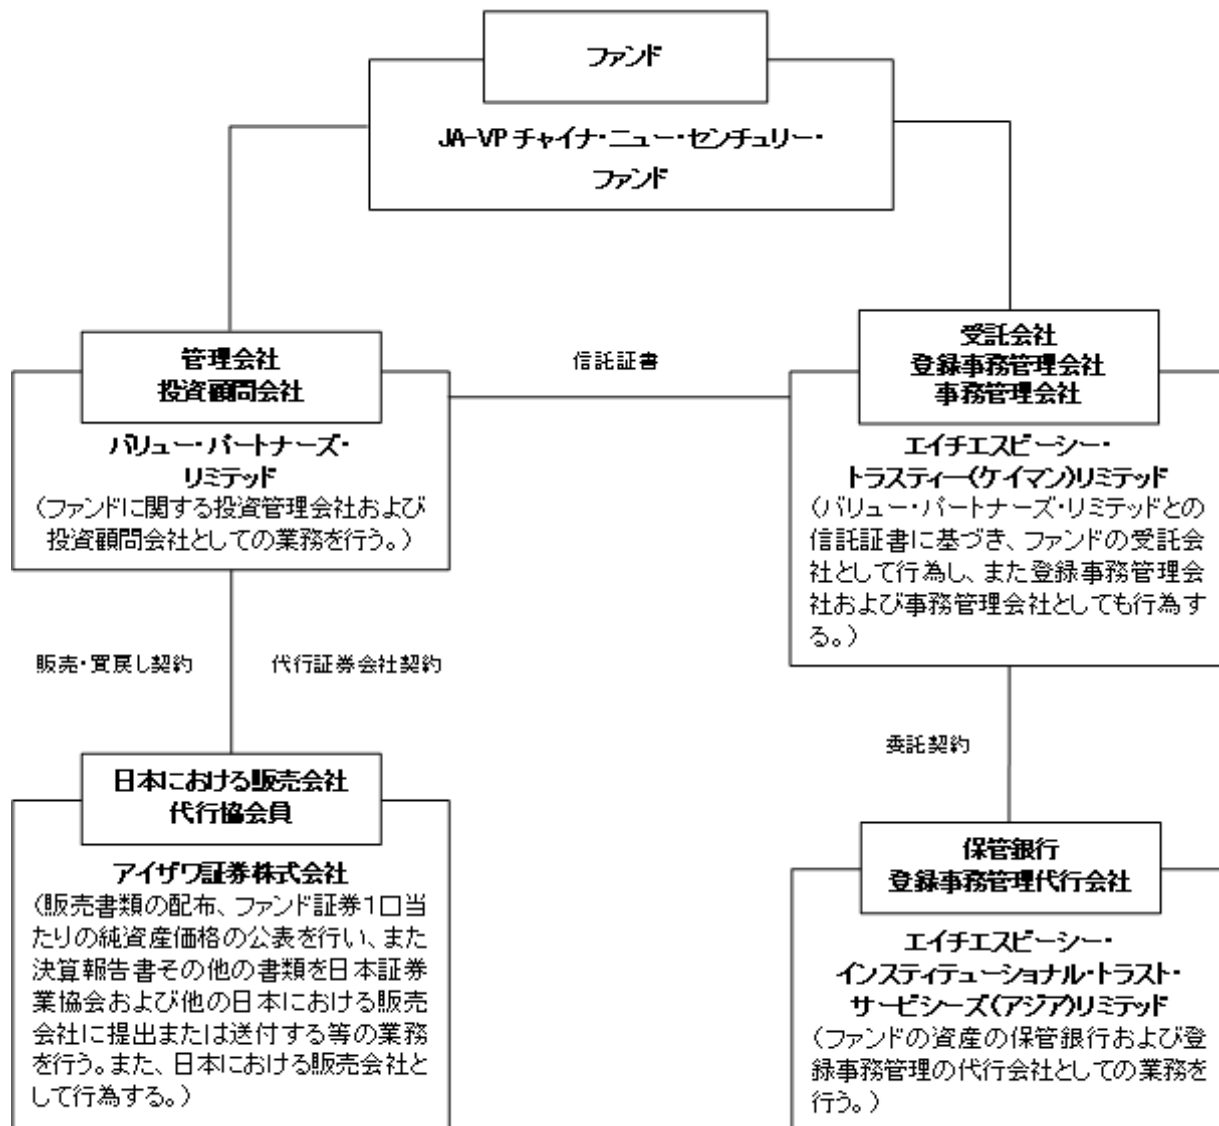 ファンド
JA-VP チャイナ・ニュー・センチュリー・
ファンド
管理会社
投資顧問会社
バリュー・パートナーズ・
リミテッド
(ファンドに関する投資管理会社および
投資顧問会社としての業務を行う。)
信託証書
受託会社
登録事務管理会社
事務管理会社
エイチエスビーシー・
トラスティー(ケイマン)リミテッド
(バリュー・パートナーズ・リミテッドとの
信託証書に基づき、ファンドの受託会
社として行為し、また登録事務管理会
社および事務管理会社としても行為す
る。)
販売・買戻し契約
代行証券会社契約
委託契約
日本における販売会社
代行協会員
アイザワ証券株式会社
(販売書類の配布、ファンド証券1口当
たりの純資産価格の公表を行い、また
決算報告書その他の書類を日本証券
業協会および他の日本における販売
会社に提出または送付する等の業務
を行う。また、日本における販売会社と
して行為する。)
保管銀行
登録事務管理代行会社
エイチエスビーシー・
インスティテューショナル・トラスト・
サービシーズ(アジア)リミテッド
(ファンドの資産の保管銀行および登
録事務管理の代行会社としての業務を
行う。)